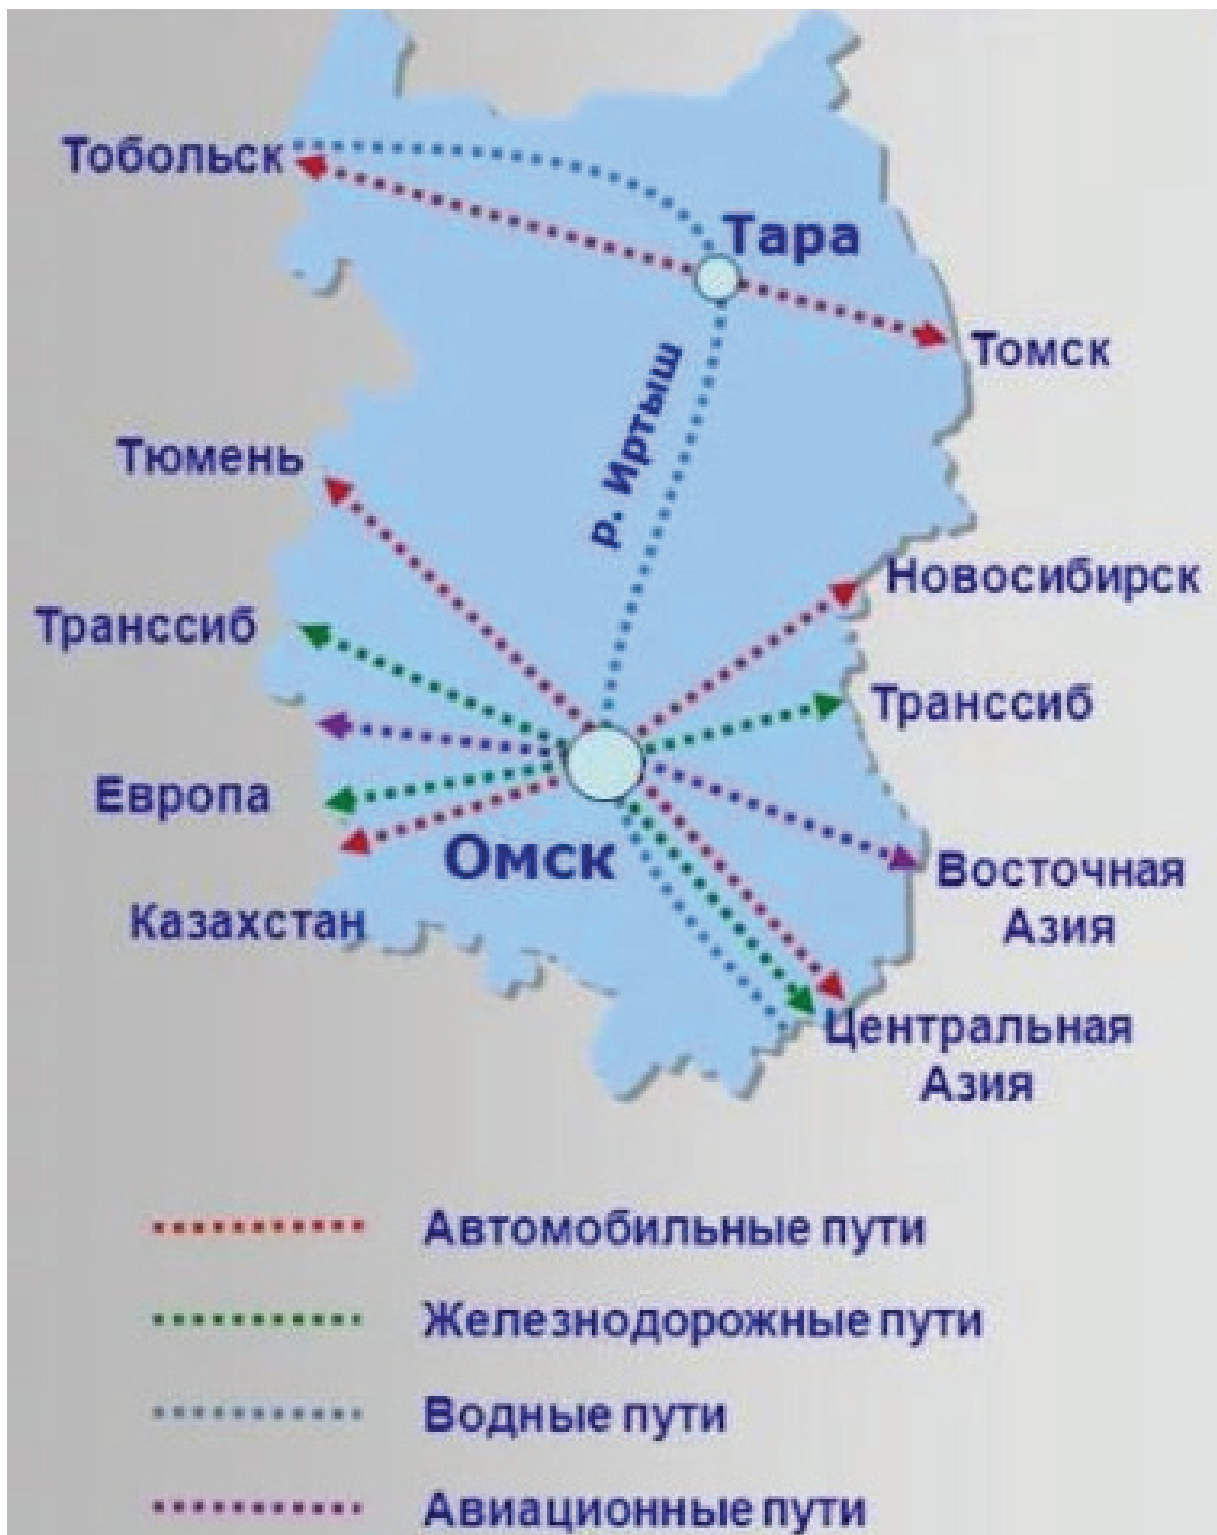 Тобольск
Тара
Томск
р. Иртыш
Тюмень
Новосибирск
Транссиб
Транссиб
Европа
Омск
Восточная
Азия
Казахстан
Центральная
Азия
Автомобильные пути
Железнодорожные пути
Водные пути
Авиационные пути